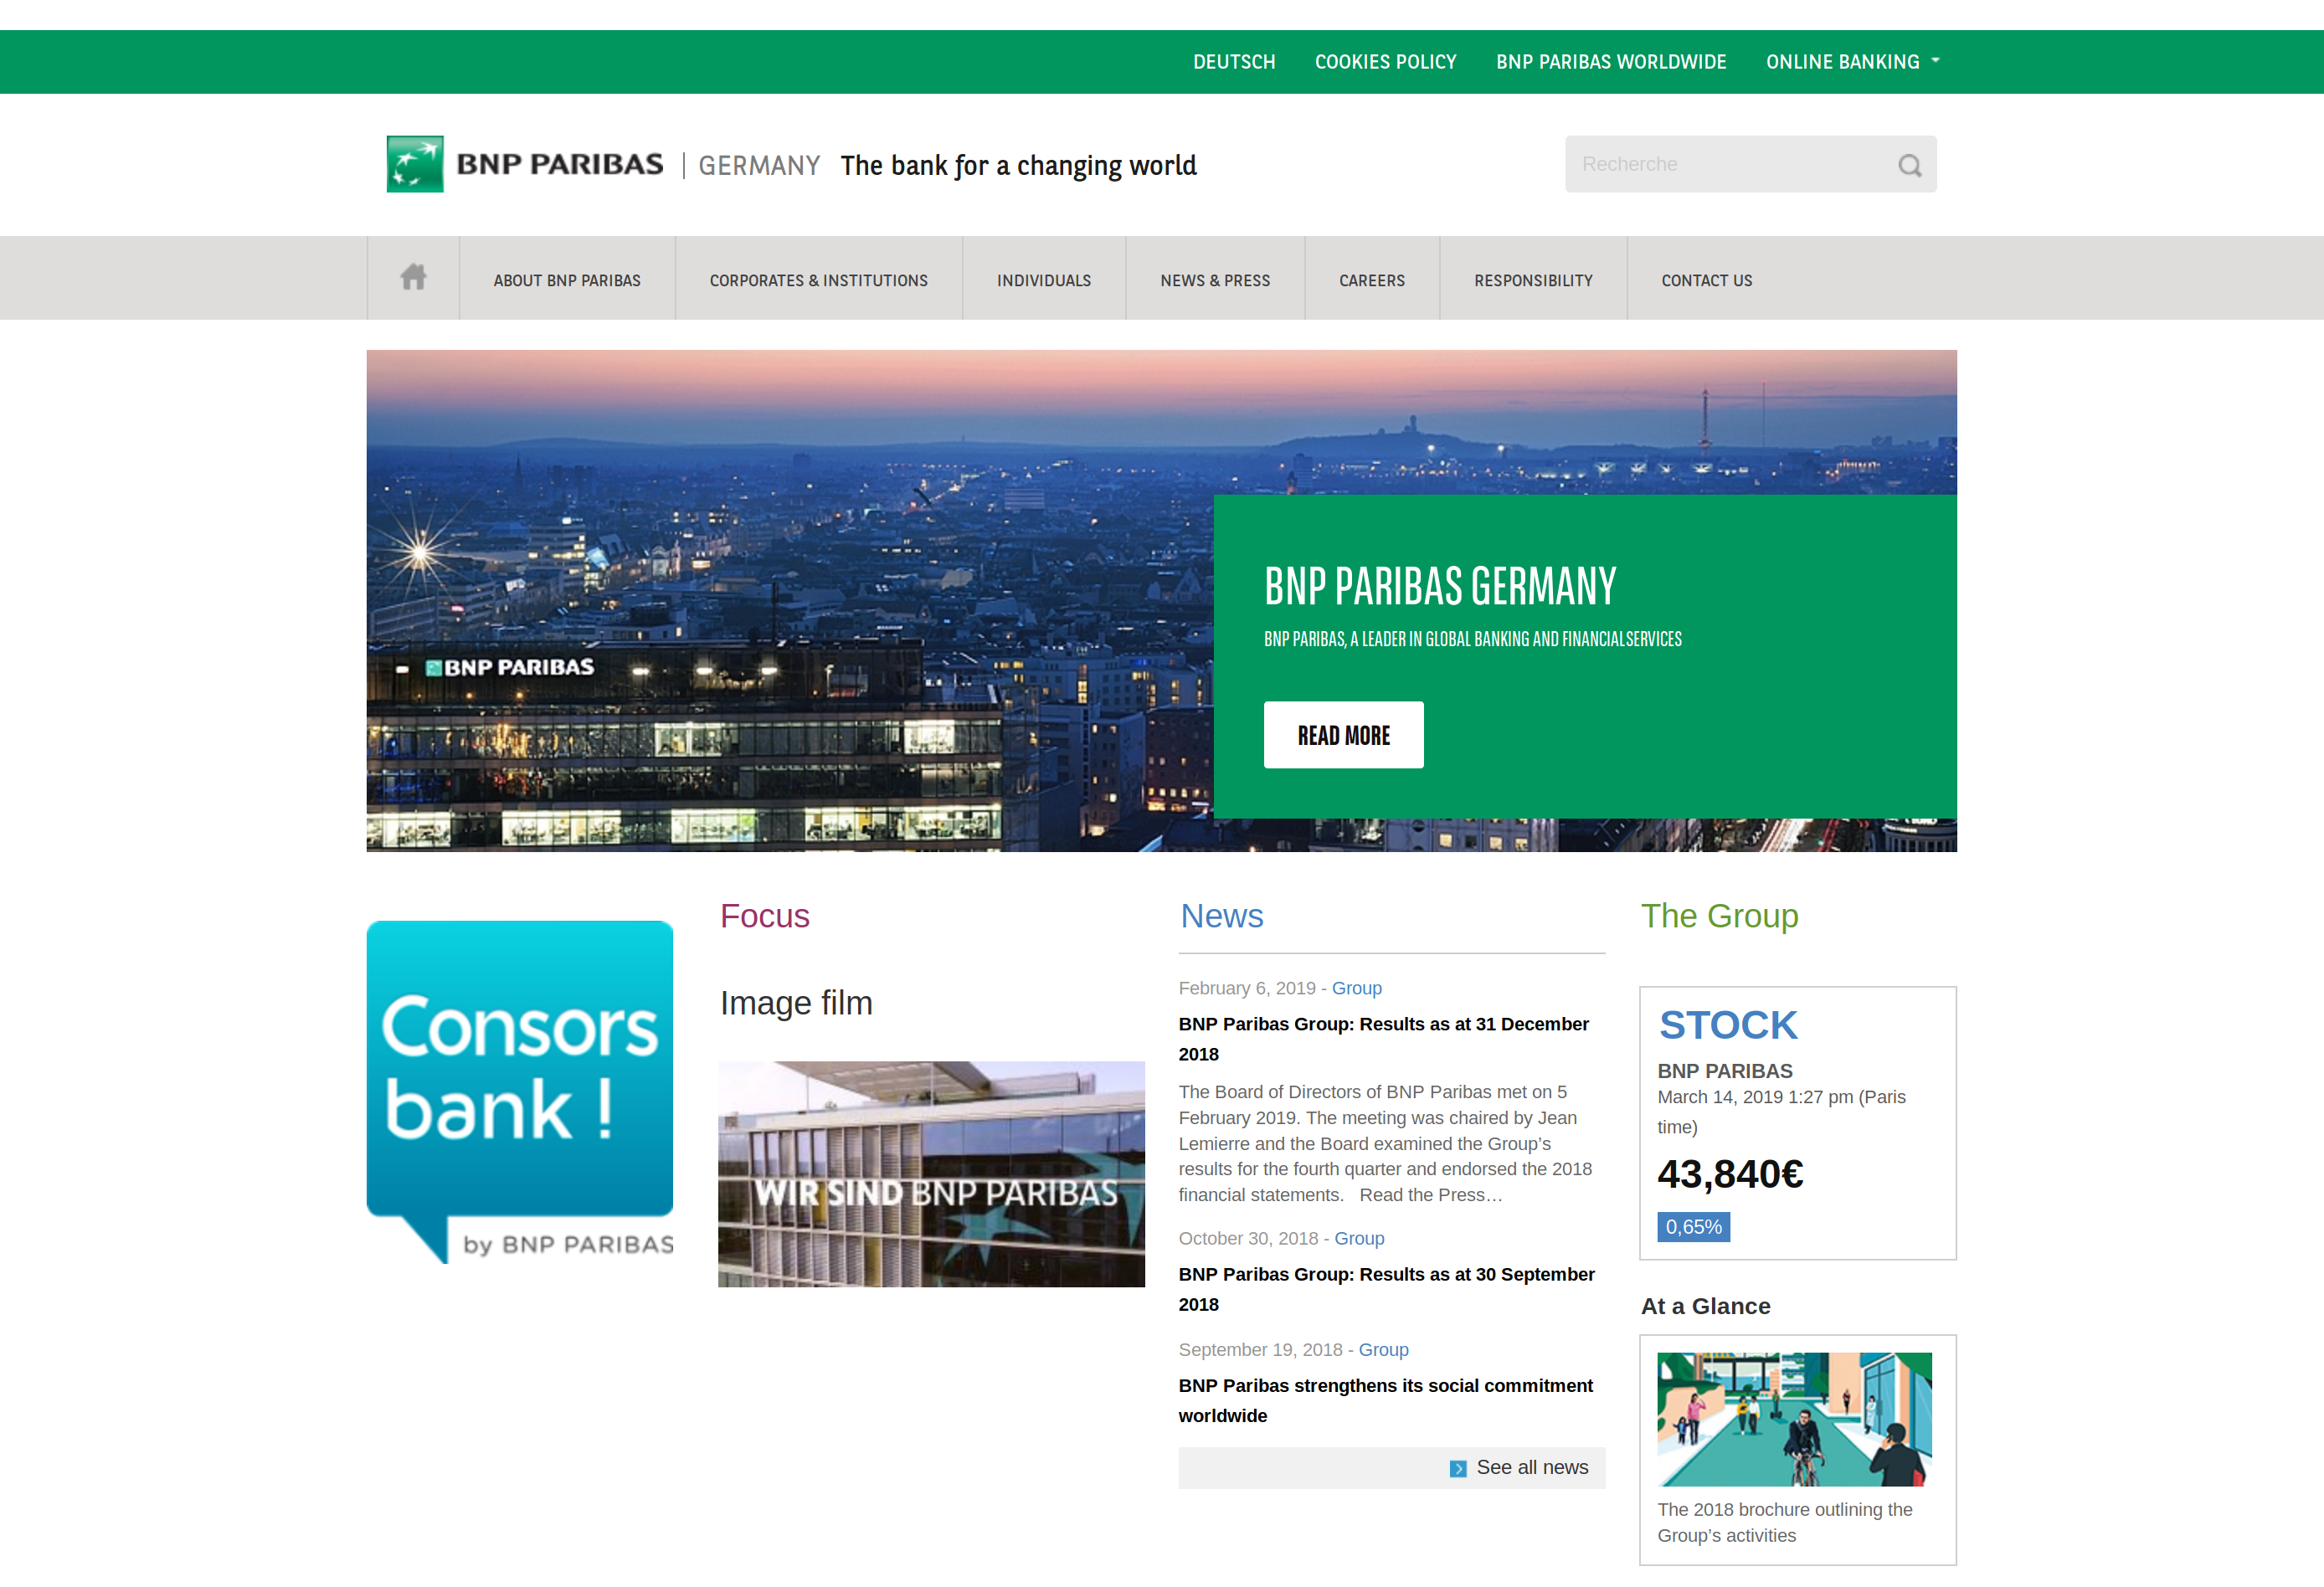 DEUTSCH COOKIES POLICY BNP PARIBAS WORLDWIDE ONLINE BANKING
BNP PARIBAS GERMANY The bank for a changing world
Recherche
ABOUT BNP PARIBAS CORPORATES & INSTITUTIONS INDIVIDUALS NEWS & PRESS CAREERS RESPONSIBILITY CONTACT US
BNP PARIBAS GERMANY
BNP PARIBAS, A LEADER IN GLOBAL BANKING AND FINANCIALSERVICES
BNP PARIBAS
READ MORE
Consors
bank !
by BNP PARIBAS
Focus
Image film
WIR SIND BNP PARIBAS
News
February 6, 2019 - Group
BNP Paribas Group: Results as at 31 December
2018
The Board of Directors of BNP Paribas met on 5
February 2019. The meeting was chaired by Jean
Lemierre and the Board examined the Group’s
results for the fourth quarter and endorsed the 2018
financial statements.   Read the Press…
October 30, 2018 - Group
BNP Paribas Group: Results as at 30 September
2018
September 19, 2018 - Group
BNP Paribas strengthens its social commitment
worldwide
See all news
The Group
STOCK
BNP PARIBAS
March 14, 2019 1:27 pm (Paris
time)
43,840€
0,65%
At a Glance
The 2018 brochure outlining the
Group’s activities